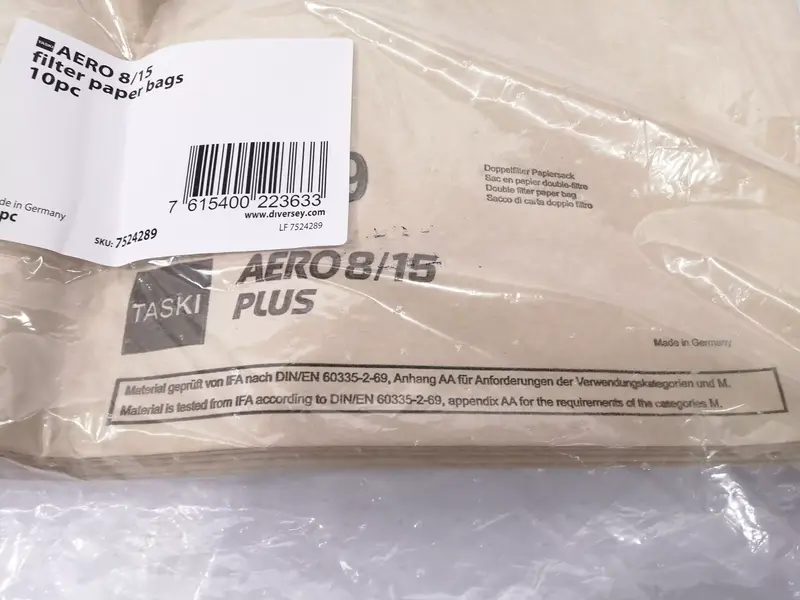 TASKI AERO 8/15
filter paper bags
10pc
7 615400 223633
www.diversey.com
LF 7524289
de in Germany
pc
SKU: 7524289
9
Doppelfilter Papiersack
Sac en papier double-filtre
Double filter paper bag
Sacco di carta doppio filtro
TASKI
AERO 8/15
PLUS
Made in Germany
Material geprüft von IFA nach DIN/EN 60335-2-69, Anhang AA für Anforderungen der Verwendungskategorien und M.
Material is tested from IFA according to DIN/EN 60335-2-69, appendix AA for the requirements of the categories M.